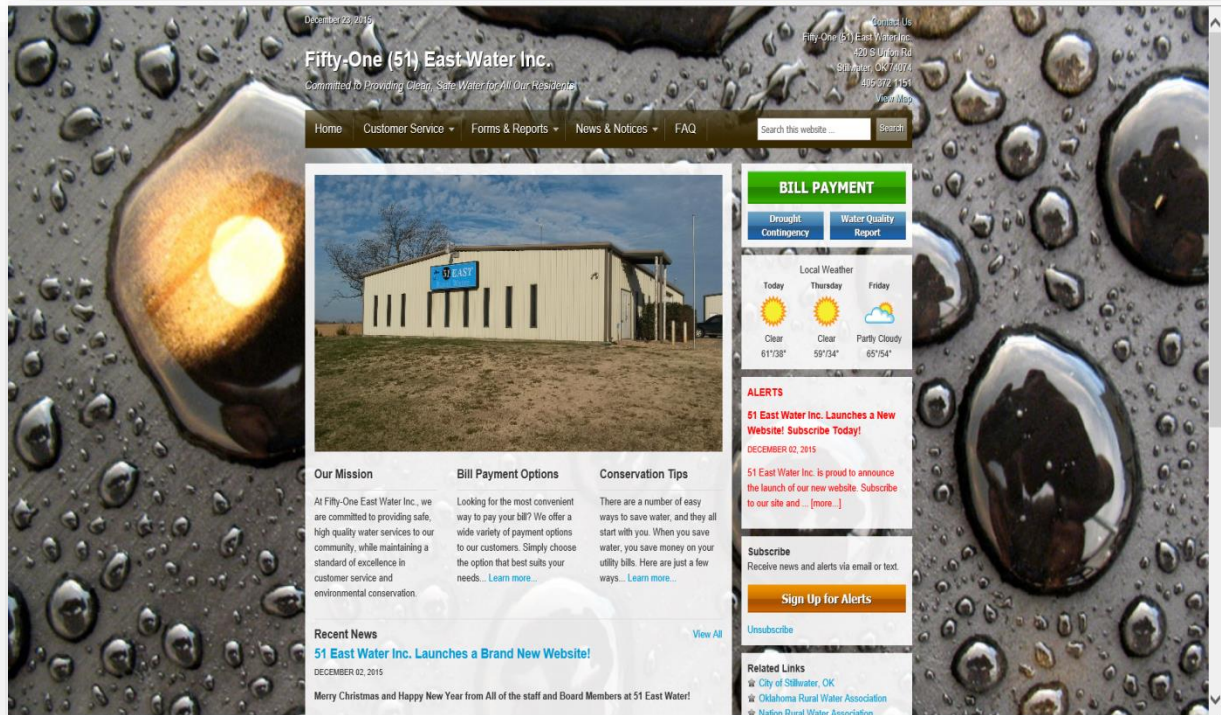 December 23, 2015
Contact Us
Fifty-One (51) East Water Inc.
420 S Union Rd
Stillwater, OK 74074
405 372 1151
View Map
Fifty-One (51) East Water Inc.
Committed to Providing Clean, Safe Water for All Our Residents!
Home Customer Service Forms & Reports News & Notices FAQ
Search this website ... Search
51 EAST
BILL PAYMENT
Drought
Contingency
Water Quality
Report
Local Weather
Today Thursday Friday
Clear Clear Partly Cloudy
61°/38° 59°/34° 65°/54°
ALERTS
51 East Water Inc. Launches a New
Website! Subscribe Today!
DECEMBER 02, 2015
51 East Water Inc. is proud to announce
the launch of our new website. Subscribe
to our site and ... [more...]
Subscribe
Receive news and alerts via email or text.
Sign Up for Alerts
Unsubscribe
Related Links
City of Stillwater, OK
Oklahoma Rural Water Association
Nation Rural Water Association
Our Mission
At Fifty-One East Water Inc., we
are committed to providing safe,
high quality water services to our
community, while maintaining a
standard of excellence in
customer service and
environmental conservation.
Bill Payment Options
Looking for the most convenient
way to pay your bill? We offer a
wide variety of payment options
to our customers. Simply choose
the option that best suits your
needs... Learn more...
Conservation Tips
There are a number of easy
ways to save water, and they all
start with you. When you save
water, you save money on your
utility bills. Here are just a few
ways... Learn more...
Recent News View All
51 East Water Inc. Launches a Brand New Website!
DECEMBER 02, 2015
Merry Christmas and Happy New Year from All of the staff and Board Members at 51 East Water!